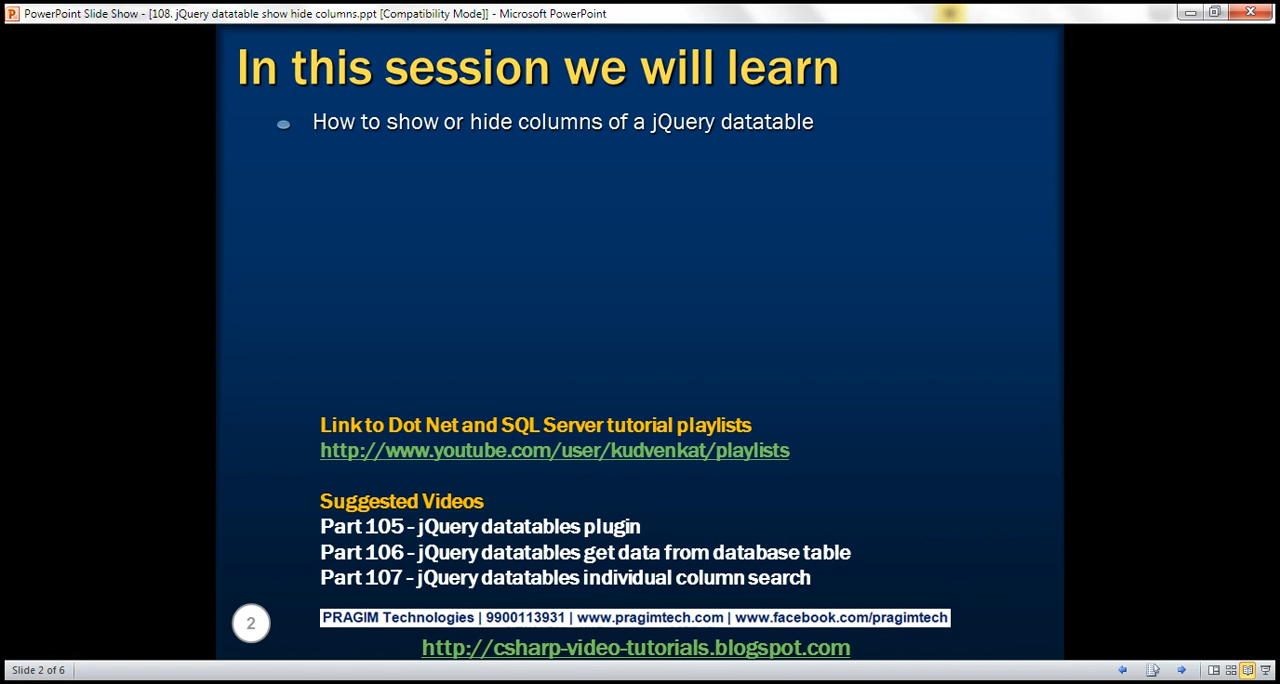 PowerPoint Slide Show - [108. jQuery datatable show hide columns.ppt [Compatibility Mode]] - Microsoft PowerPoint
In this session we will learn
How to show or hide columns of a jQuery datatable
Link to Dot Net and SQL Server tutorial playlists
http://www.youtube.com/user/kudvenkat/playlists
Suggested Videos
Part 105 - jQuery datatables plugin
Part 106 - jQuery datatables get data from database table
Part 107 - jQuery datatables individual column search
2
PRAGIM Technologies | 9900113931 | www.pragimtech.com | www.facebook.com/pragimtech
http://csharp-video-tutorials.blogspot.com
Slide 2 of 6